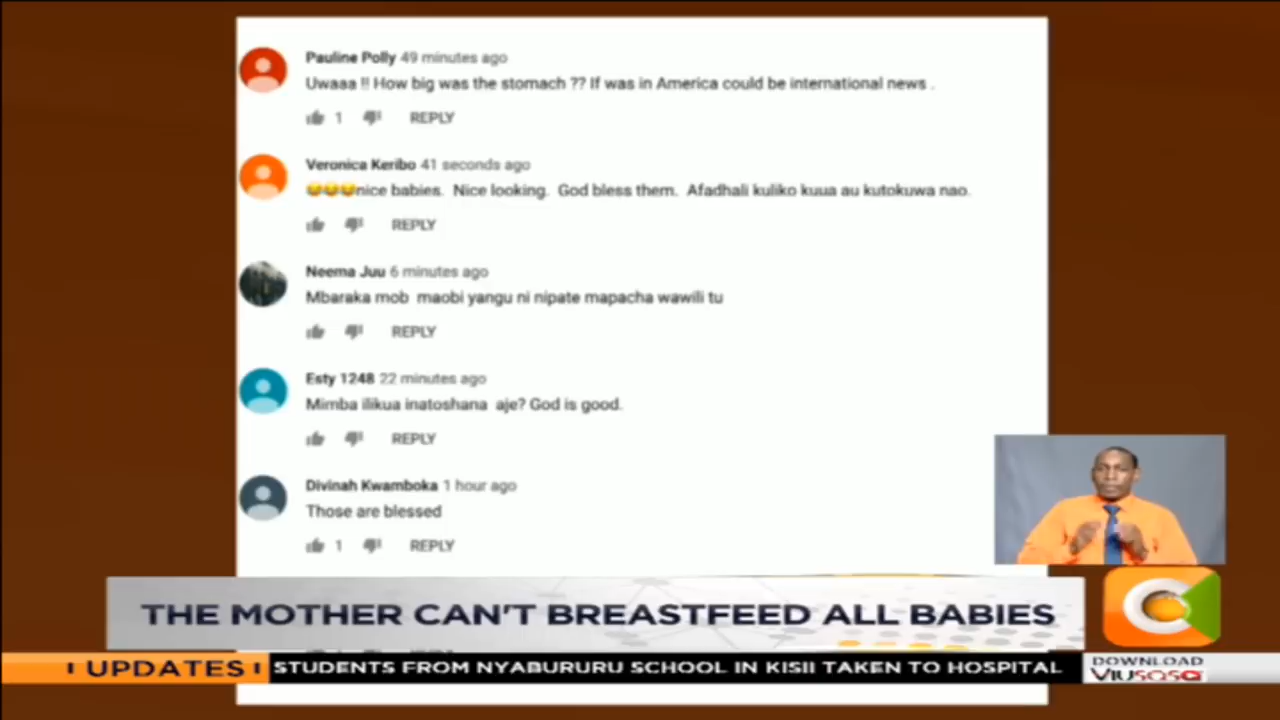 Pauline Polly 49 minutes ago
Uwaaa !! How big was the stomach ?? If was in America could be international news .
1 REPLY
Veronica Keribo 41 seconds ago
😂😂😂nice babies. Nice looking. God bless them. Afadhali kuliko kuua au kutokuwa nao.
REPLY
Neema Juu 6 minutes ago
Mbaraka mob maobi yangu ni nipate mapacha wawili tu
REPLY
Esty 1248 22 minutes ago
Mimba ilikua inatoshana aje? God is good.
REPLY
Divinah Kwamboka 1 hour ago
Those are blessed
1 REPLY
THE MOTHER CAN'T BREASTFEED ALL BABIES
UPDATES STUDENTS FROM NYABURURU SCHOOL IN KISII TAKEN TO HOSPITAL
DOWNLOAD
VIUSASA